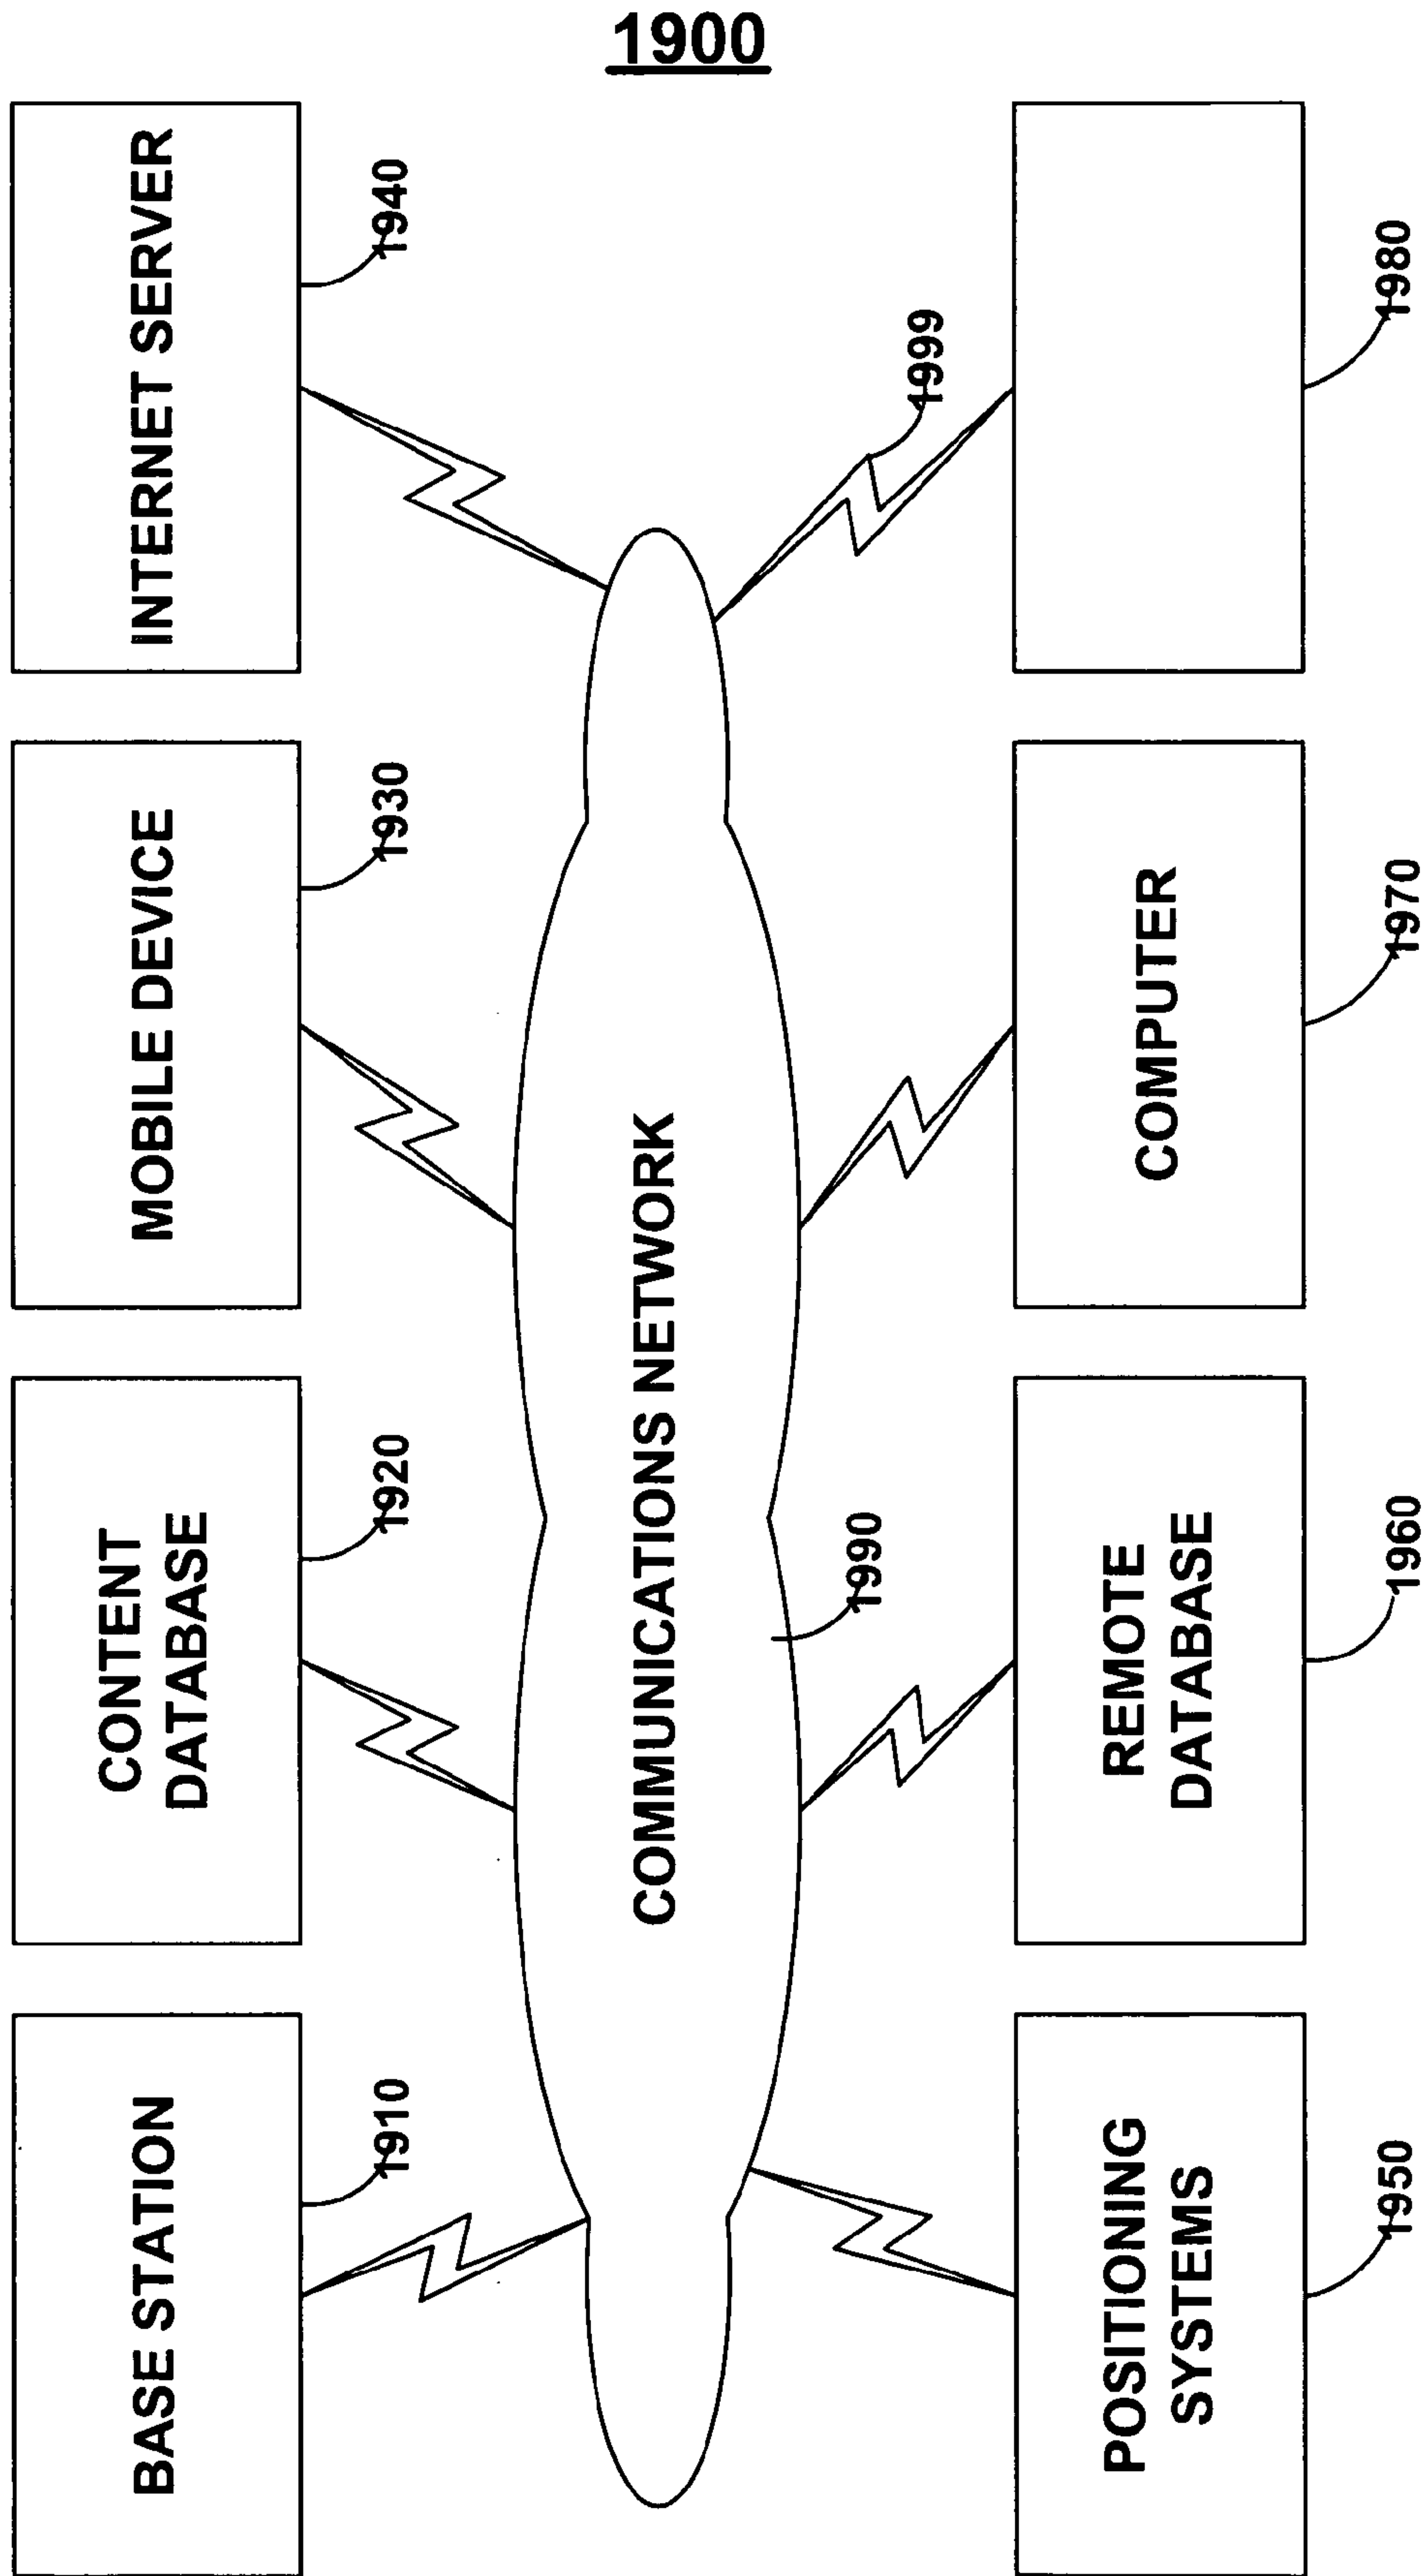 1900
BASE STATION
1910
CONTENT
DATABASE
1920
MOBILE DEVICE
1930
INTERNET SERVER
1940
COMMUNICATIONS NETWORK
1990
1999
POSITIONING
SYSTEMS
1950
REMOTE
DATABASE
1960
COMPUTER
1970
1980